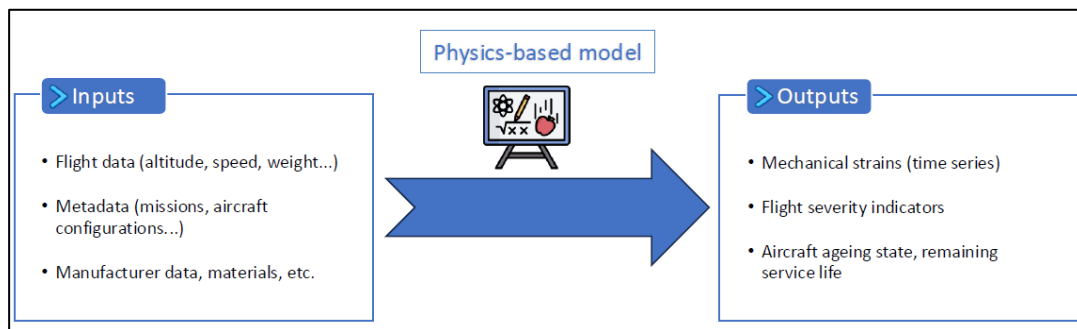 Physics-based model
Inputs
• Flight data (altitude, speed, weight...)
• Metadata (missions, aircraft
configurations...)
• Manufacturer data, materials, etc.
√xx
Outputs
• Mechanical strains (time series)
• Flight severity indicators
• Aircraft ageing state, remaining
service life